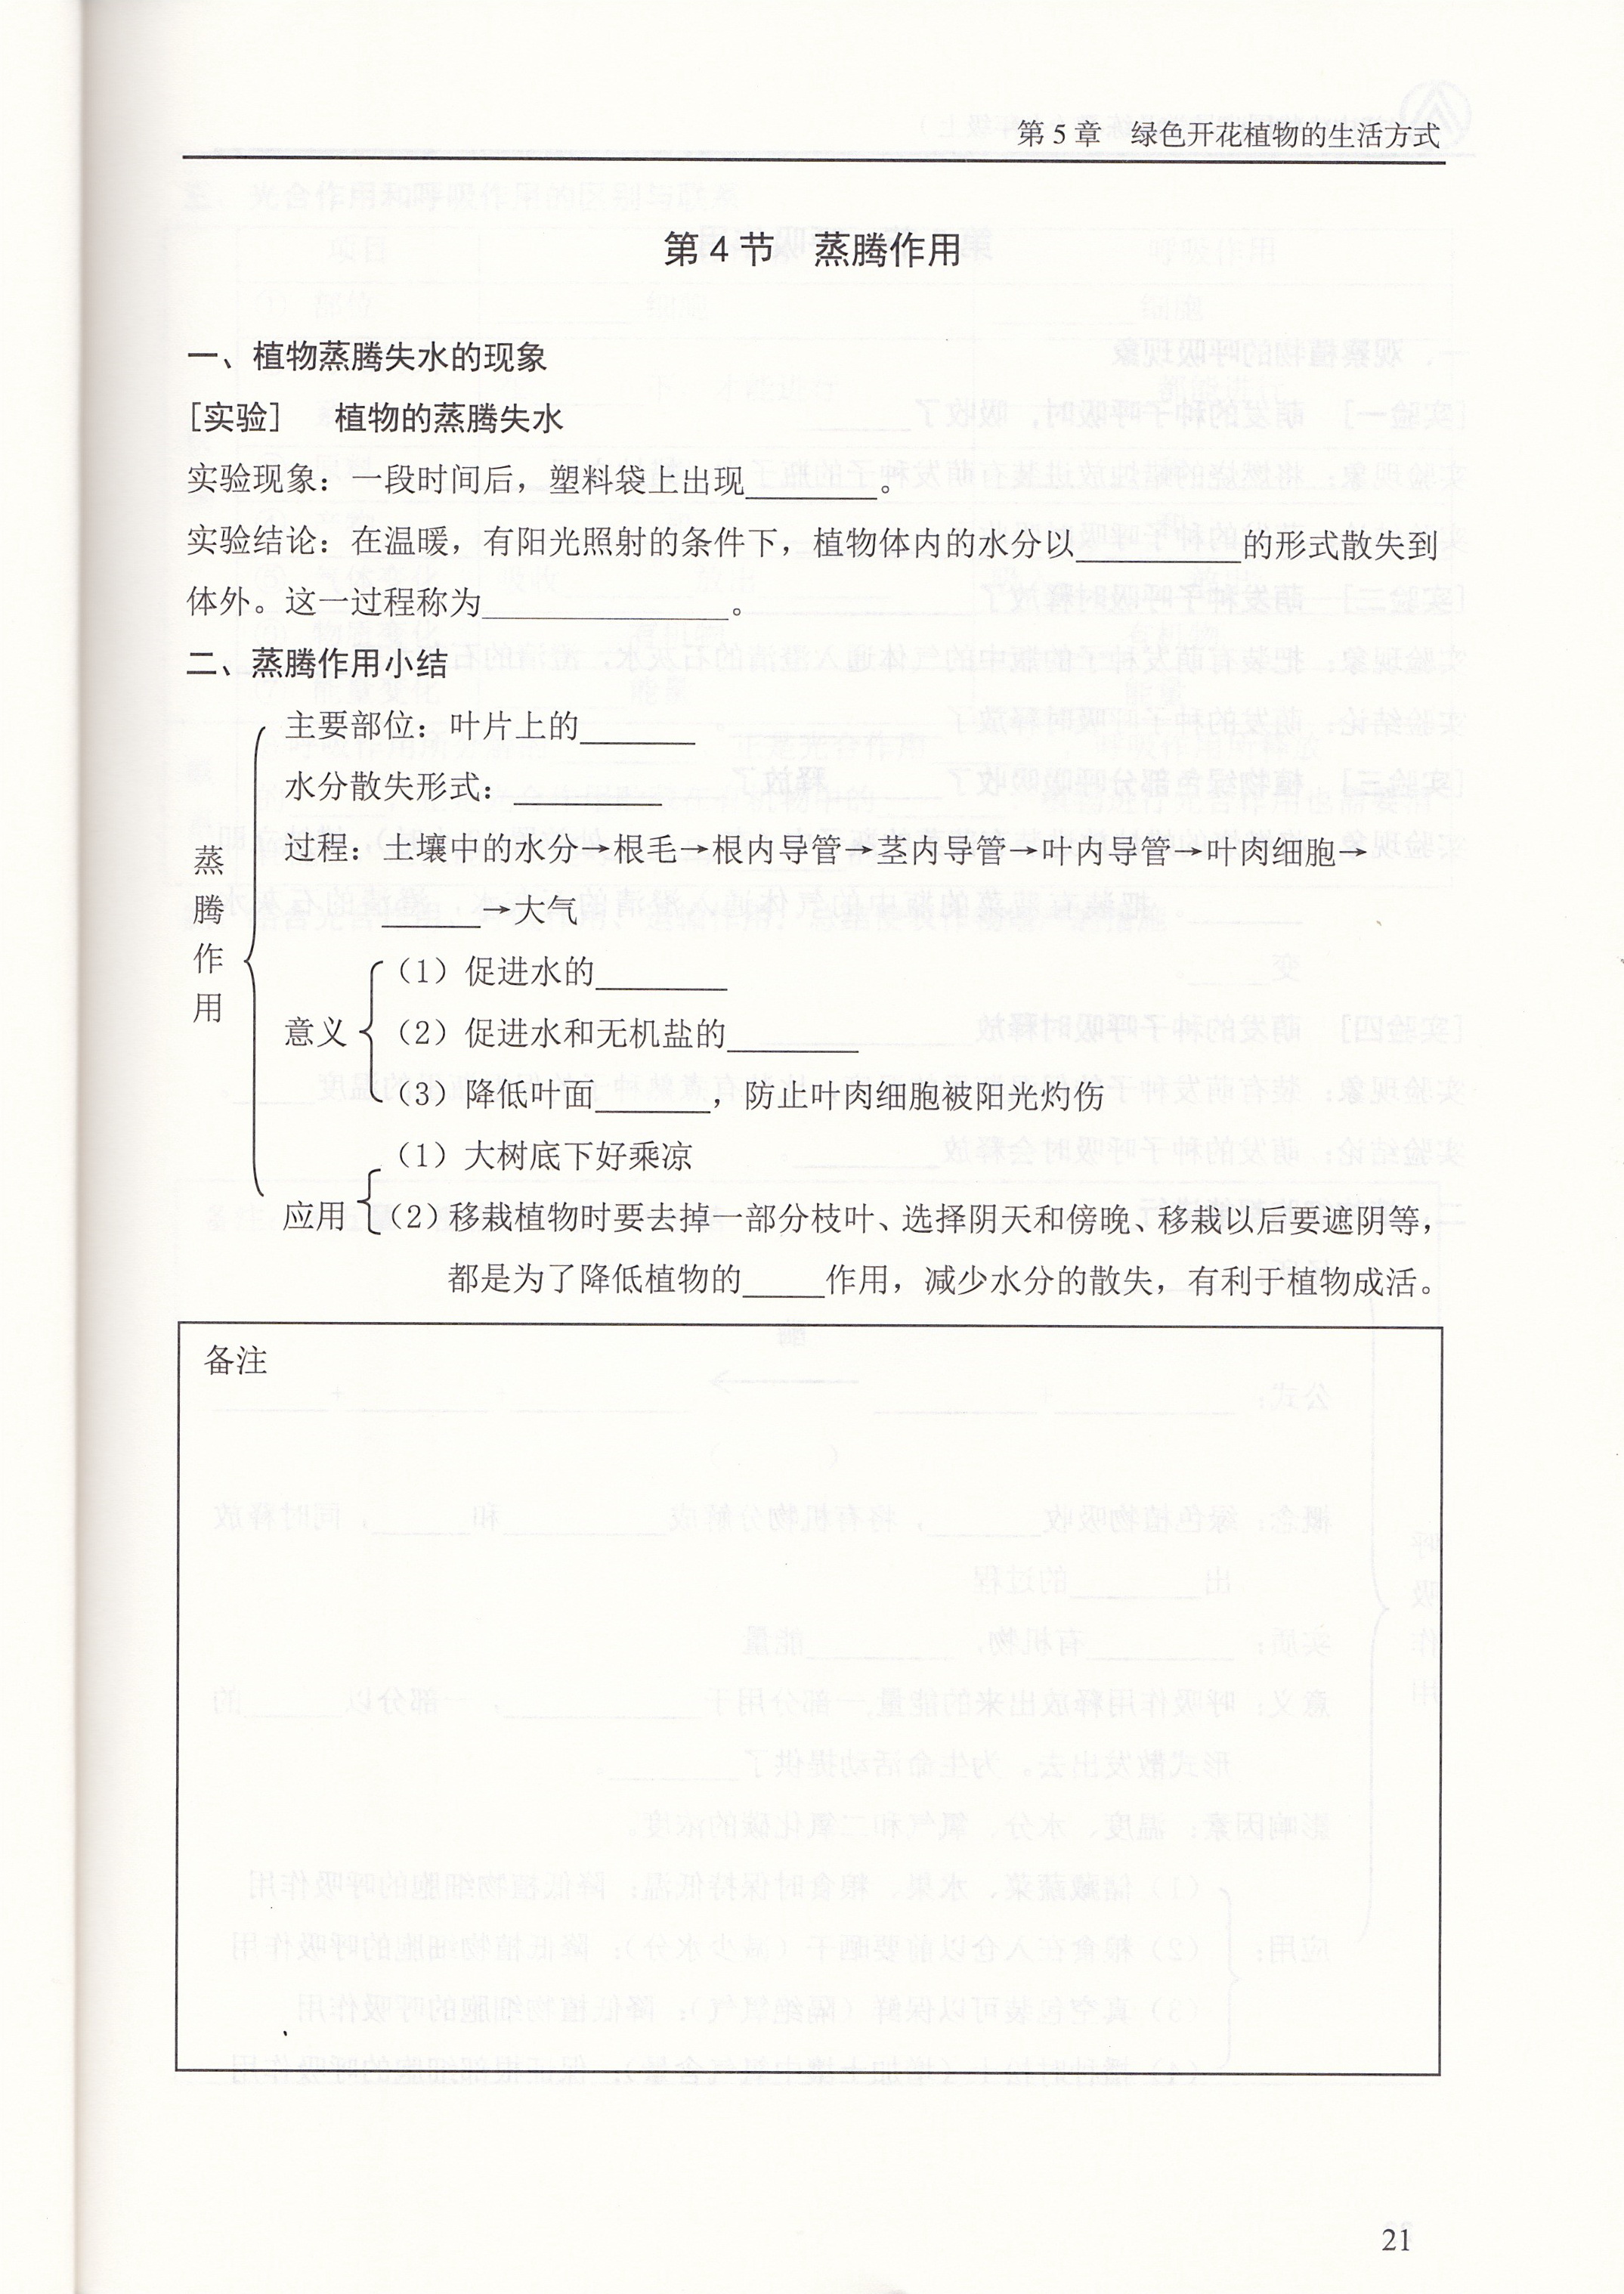 第 5 章　绿色开花植物的生活方式
第 4 节　蒸腾作用
一、植物蒸腾失水的现象
［实验］　植物的蒸腾失水
实验现象：一段时间后，塑料袋上出现________。
实验结论：在温暖，有阳光照射的条件下，植物体内的水分以__________的形式散失到
体外。这一过程称为_______________。
二、蒸腾作用小结
蒸腾作用
主要部位：叶片上的_______
水分散失形式：_________
过程：土壤中的水分→根毛→根内导管→茎内导管→叶内导管→叶肉细胞→
______→大气
意义
（1）促进水的________
（2）促进水和无机盐的________
（3）降低叶面_______，防止叶肉细胞被阳光灼伤
应用
（1）大树底下好乘凉
（2）移栽植物时要去掉一部分枝叶、选择阴天和傍晚、移栽以后要遮阴等，
都是为了降低植物的_____作用，减少水分的散失，有利于植物成活。
备注
21